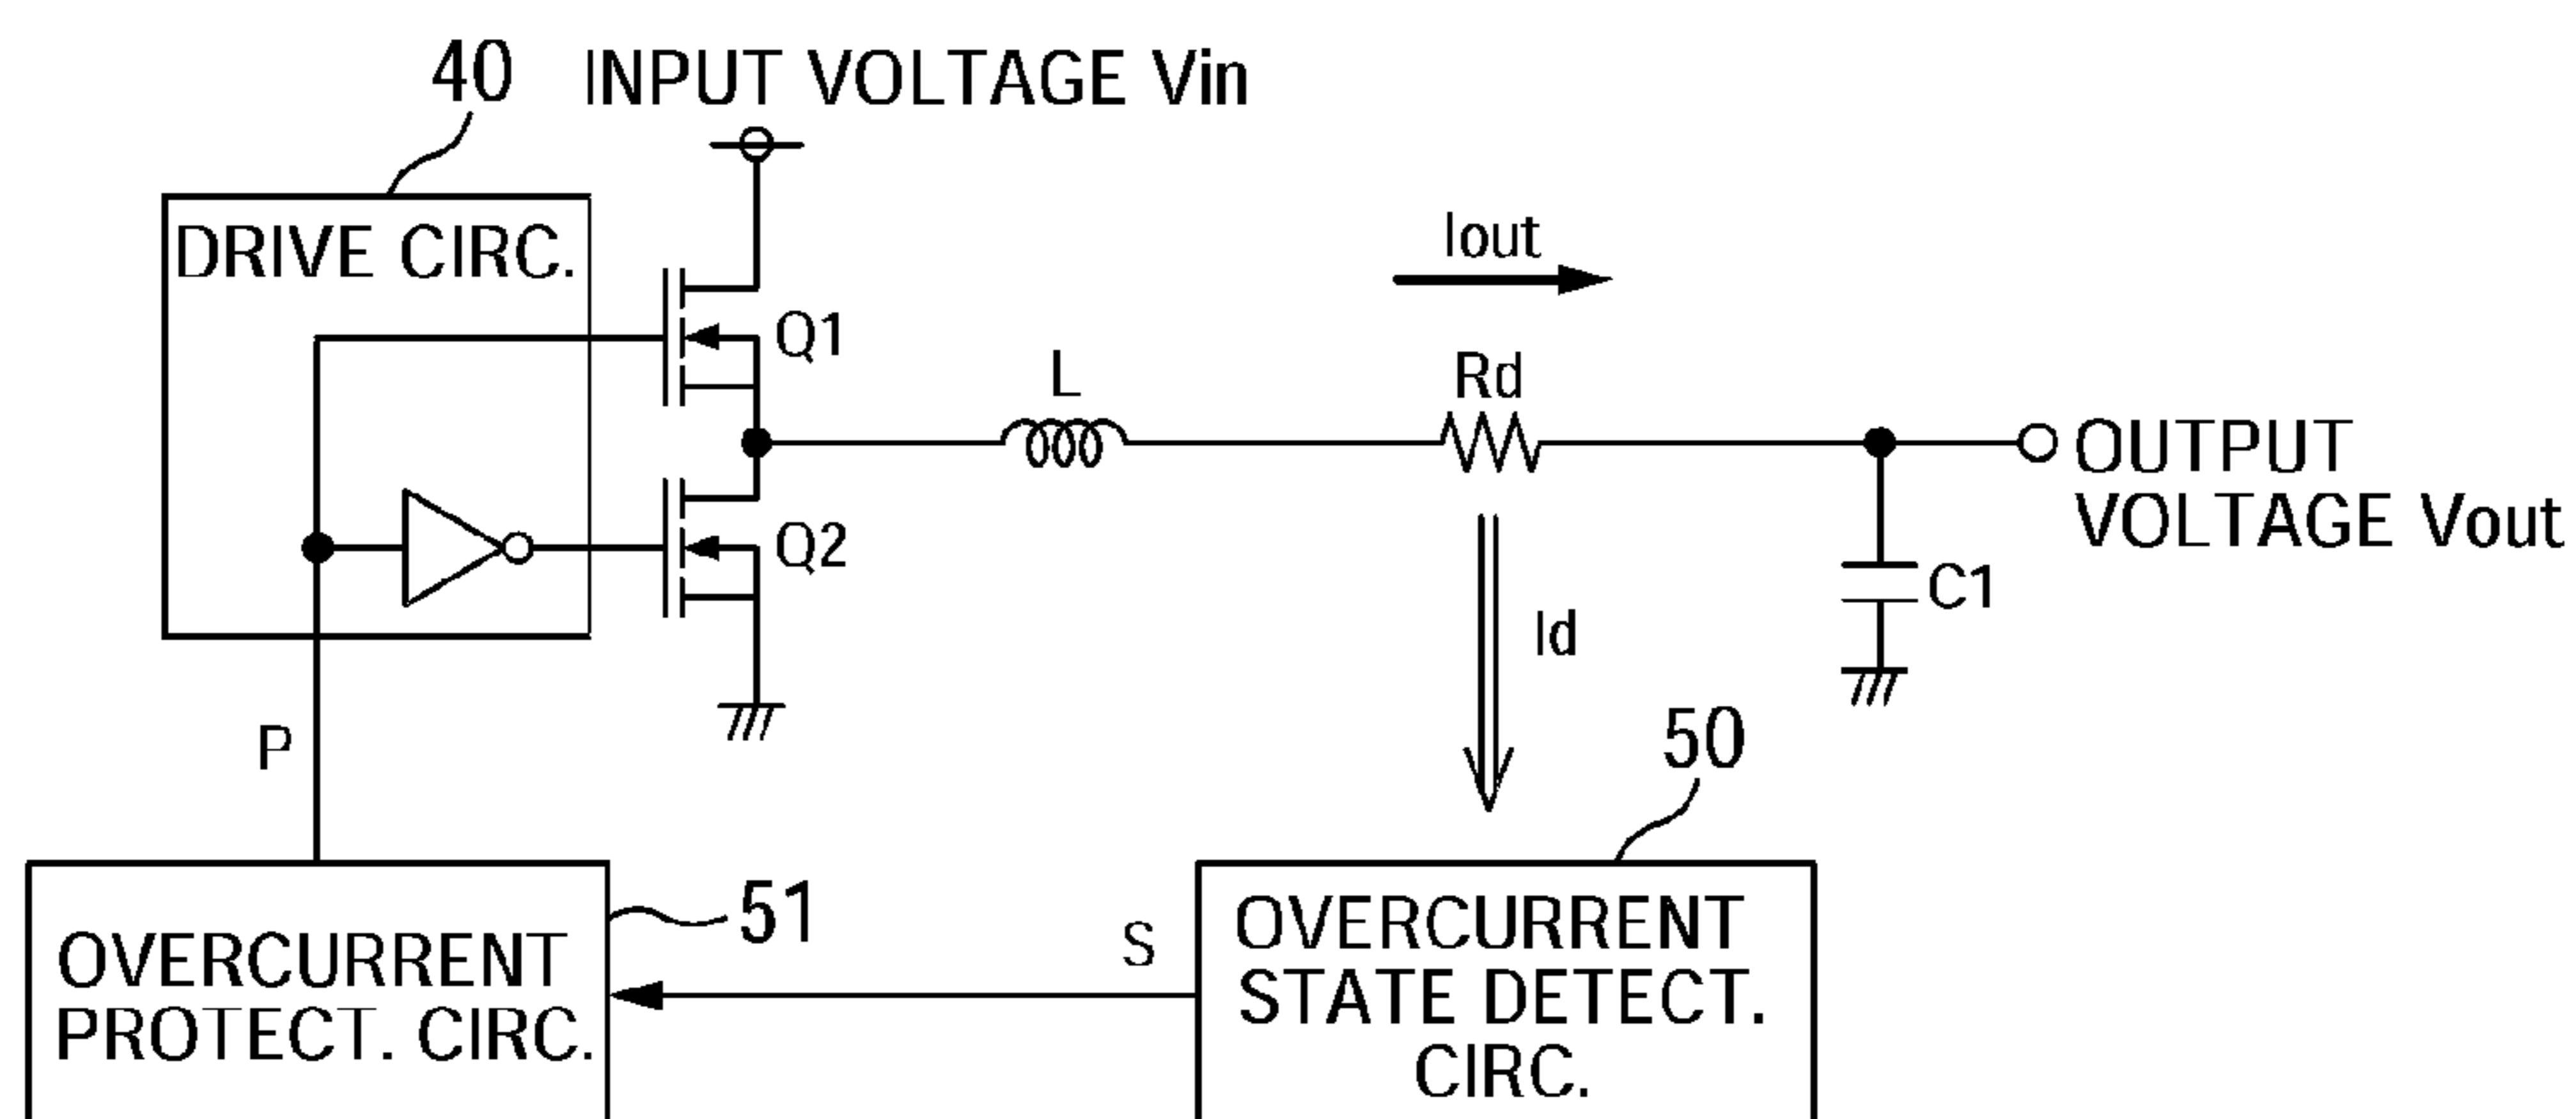 40
INPUT VOLTAGE Vin
DRIVE CIRC.
Iout
Q1
L
Rd
OUTPUT
VOLTAGE Vout
Q2
C1
Id
P
50
51
S
OVERCURRENT
STATE DETECT.
CIRC.
OVERCURRENT
PROTECT. CIRC.